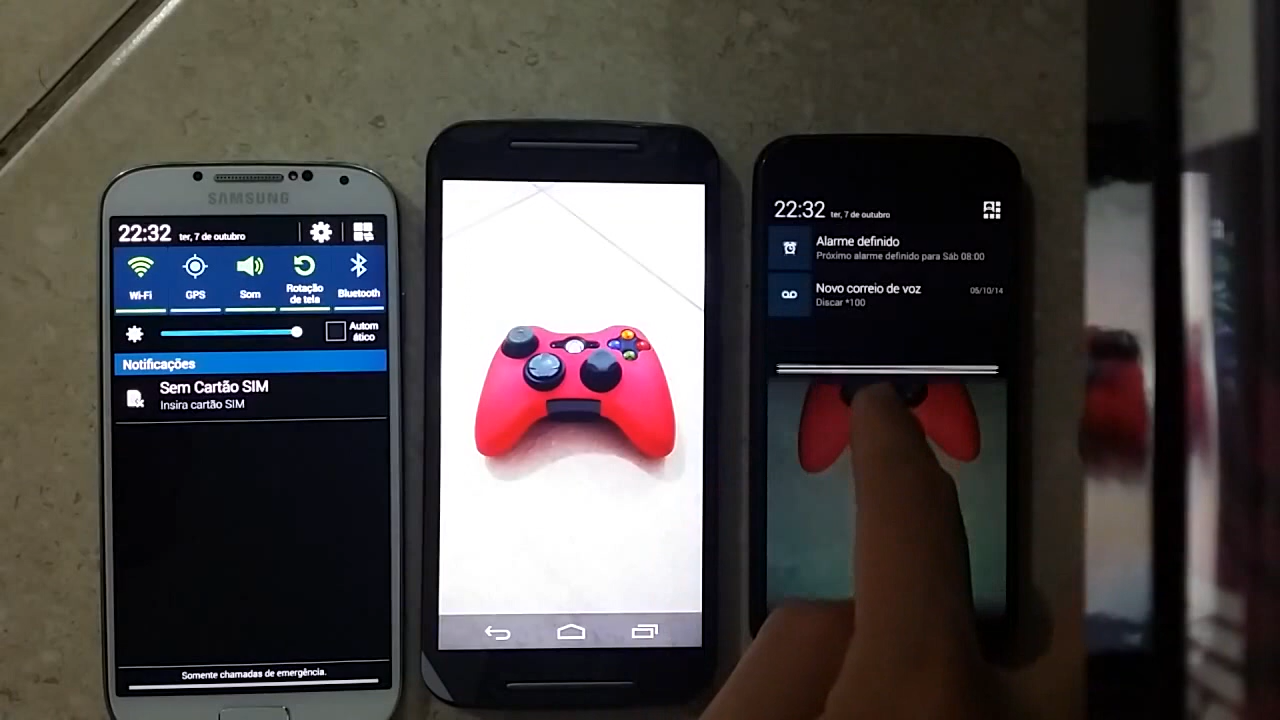 SAMSUNG
22:32 ter, 7 de outubro
Wi-Fi GPS Som Rotação de tela Bluetooth
Autom
ático
Notificações
Sem Cartão SIM
Insira cartão SIM
Somente chamadas de emergência.
22:32 ter, 7 de outubro
Alarme definido
Próximo alarme definido para Sáb 08:00
Novo correio de voz 05/10/14
Discar *100